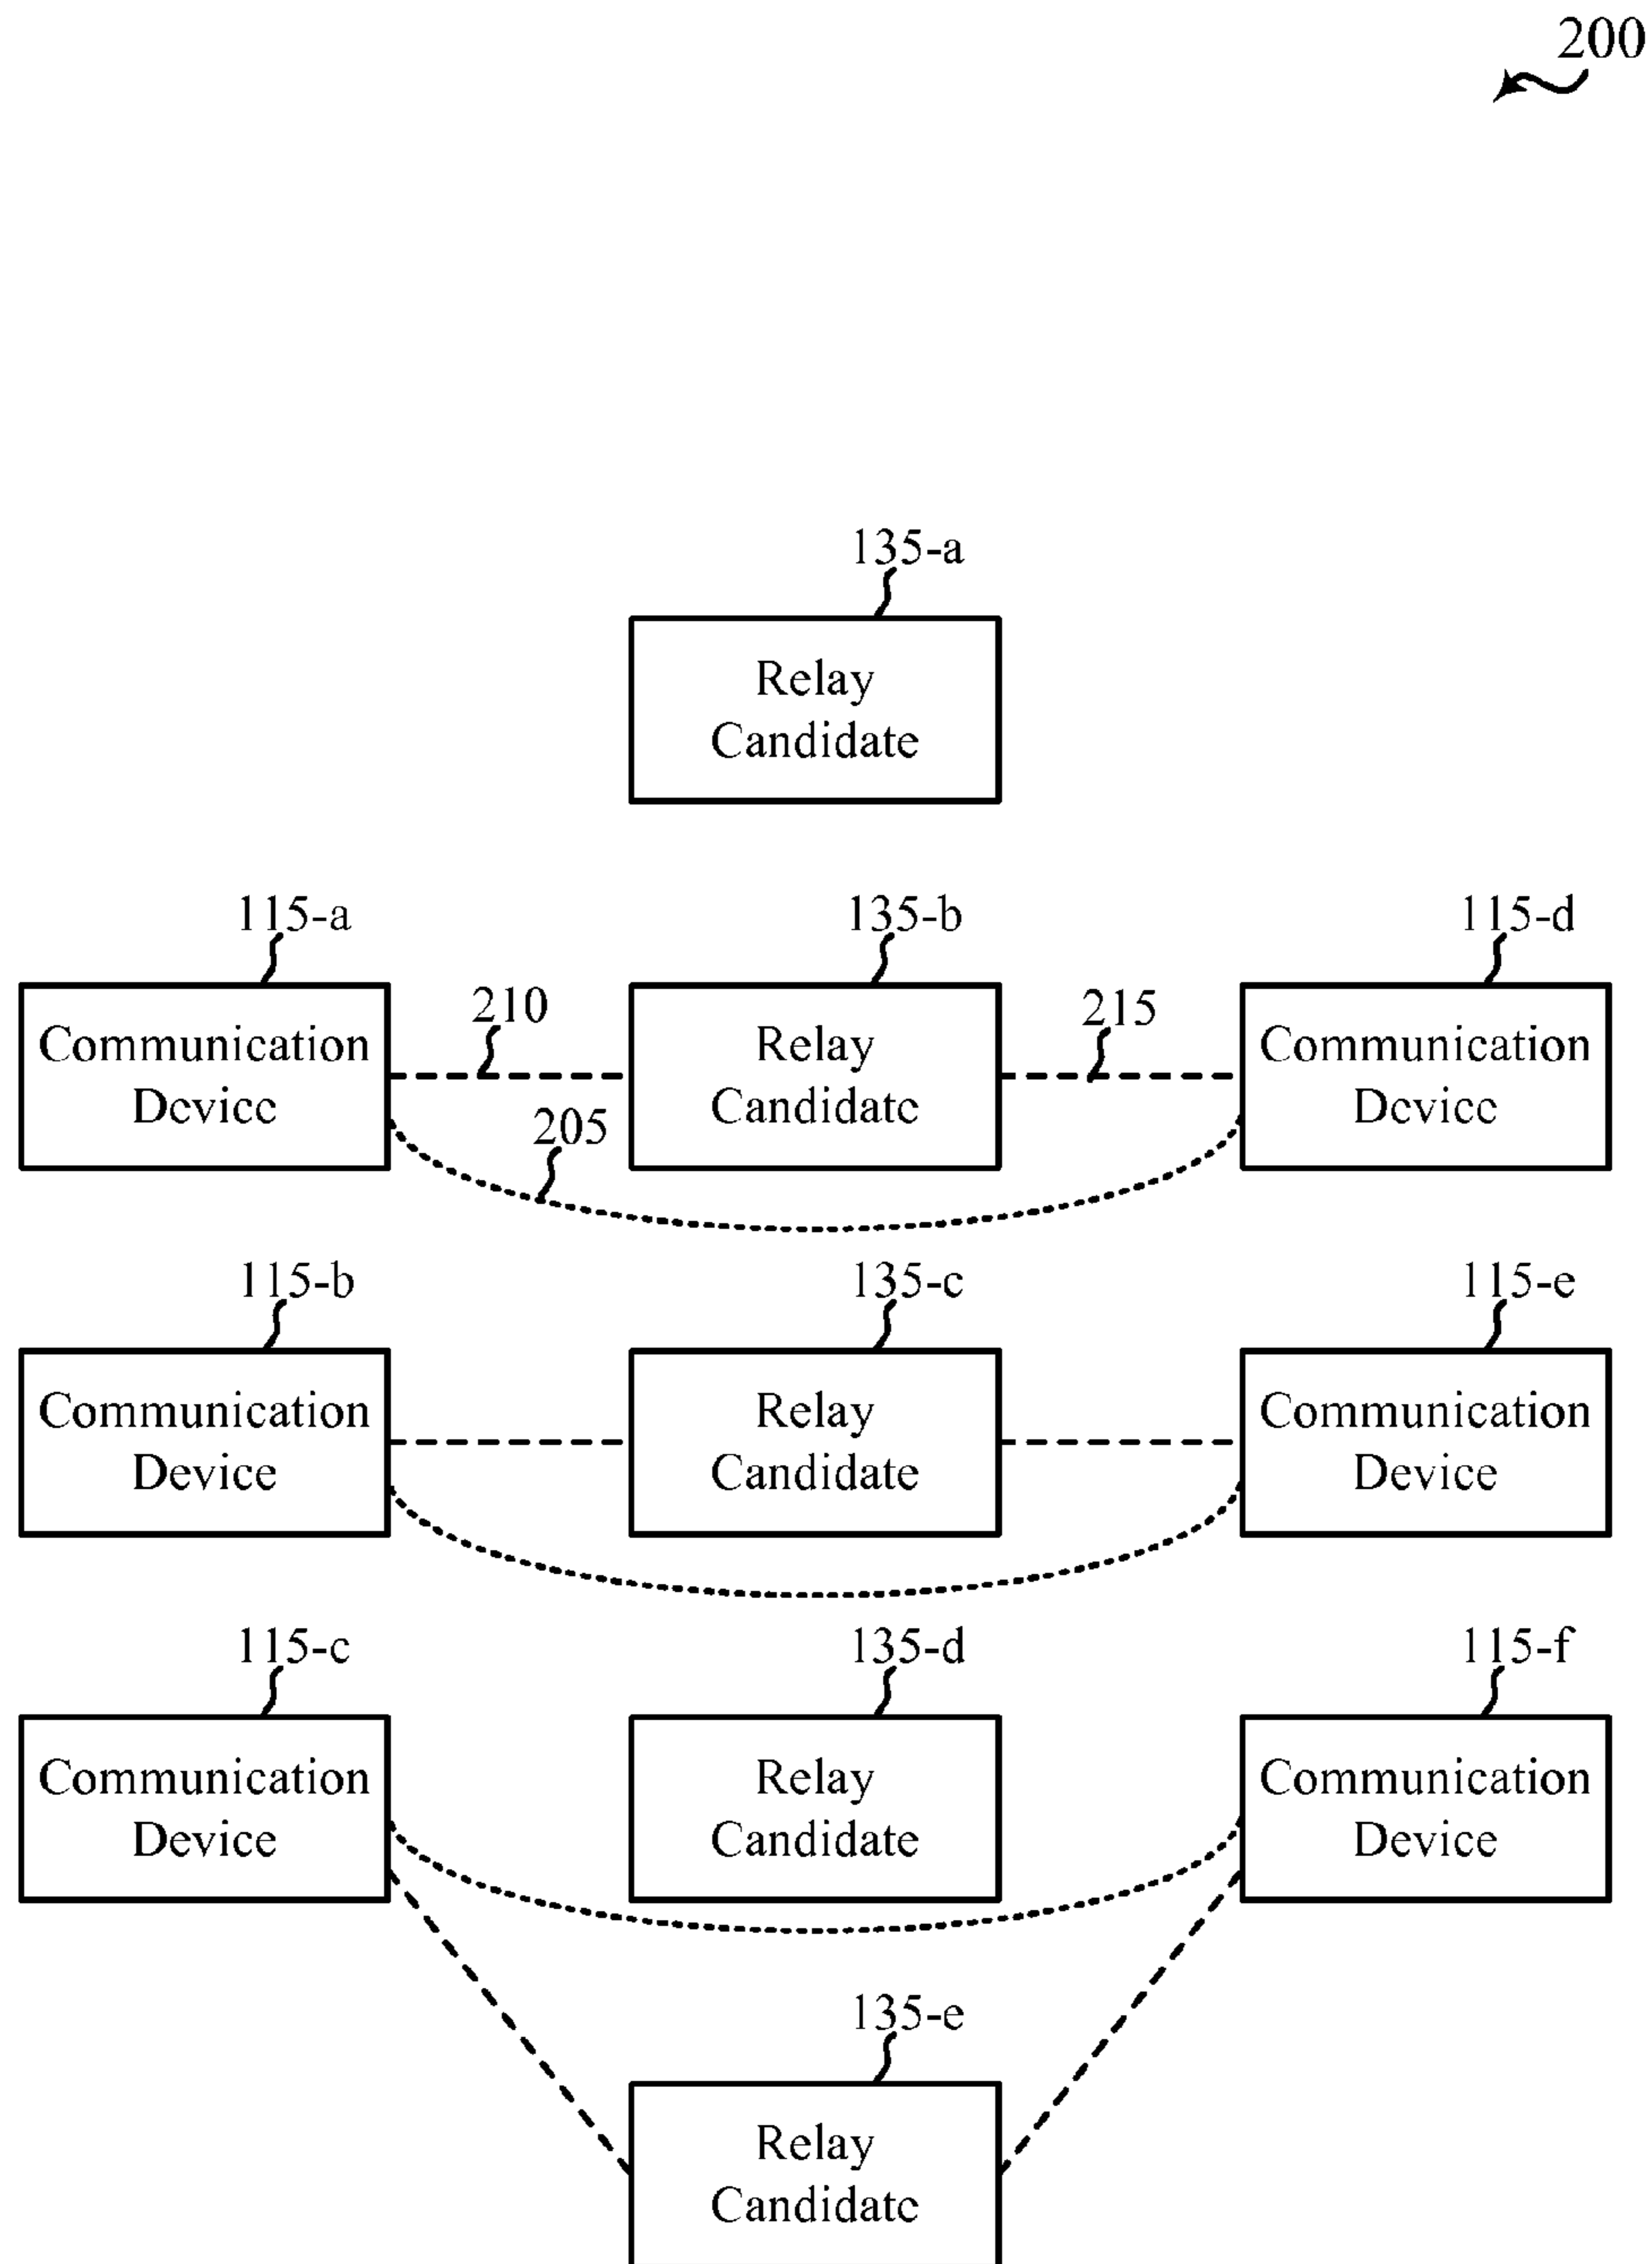 200
135-a
Relay
Candidate
115-a
135-b
115-d
210
215
Communication
Device
Relay
Candidate
Communication
Device
205
115-b
135-c
115-e
Communication
Device
Relay
Candidate
Communication
Device
115-c
135-d
115-f
Communication
Device
Relay
Candidate
Communication
Device
135-e
Relay
Candidate